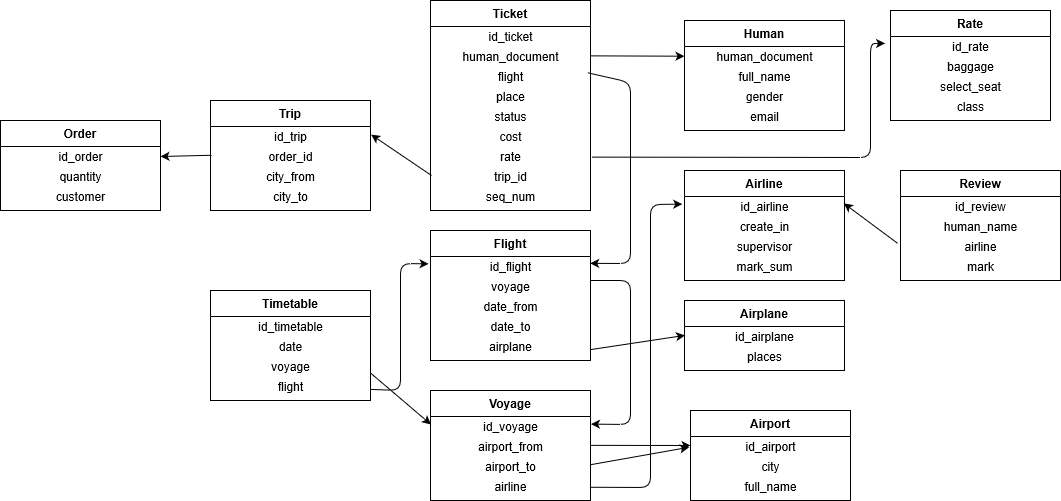 Ticket
id_ticket
human_document
flight
place
status
cost
rate
trip_id
seq_num
Human
human_document
full_name
gender
email
Rate
id_rate
baggage
select_seat
class
Trip
id_trip
order_id
city_from
city_to
Order
id_order
quantity
customer
Airline
id_airline
create_in
supervisor
mark_sum
Review
id_review
human_name
airline
mark
Flight
id_flight
voyage
date_from
date_to
airplane
Timetable
id_timetable
date
voyage
flight
Airplane
id_airplane
places
Voyage
id_voyage
airport_from
airport_to
airline
Airport
id_airport
city
full_name